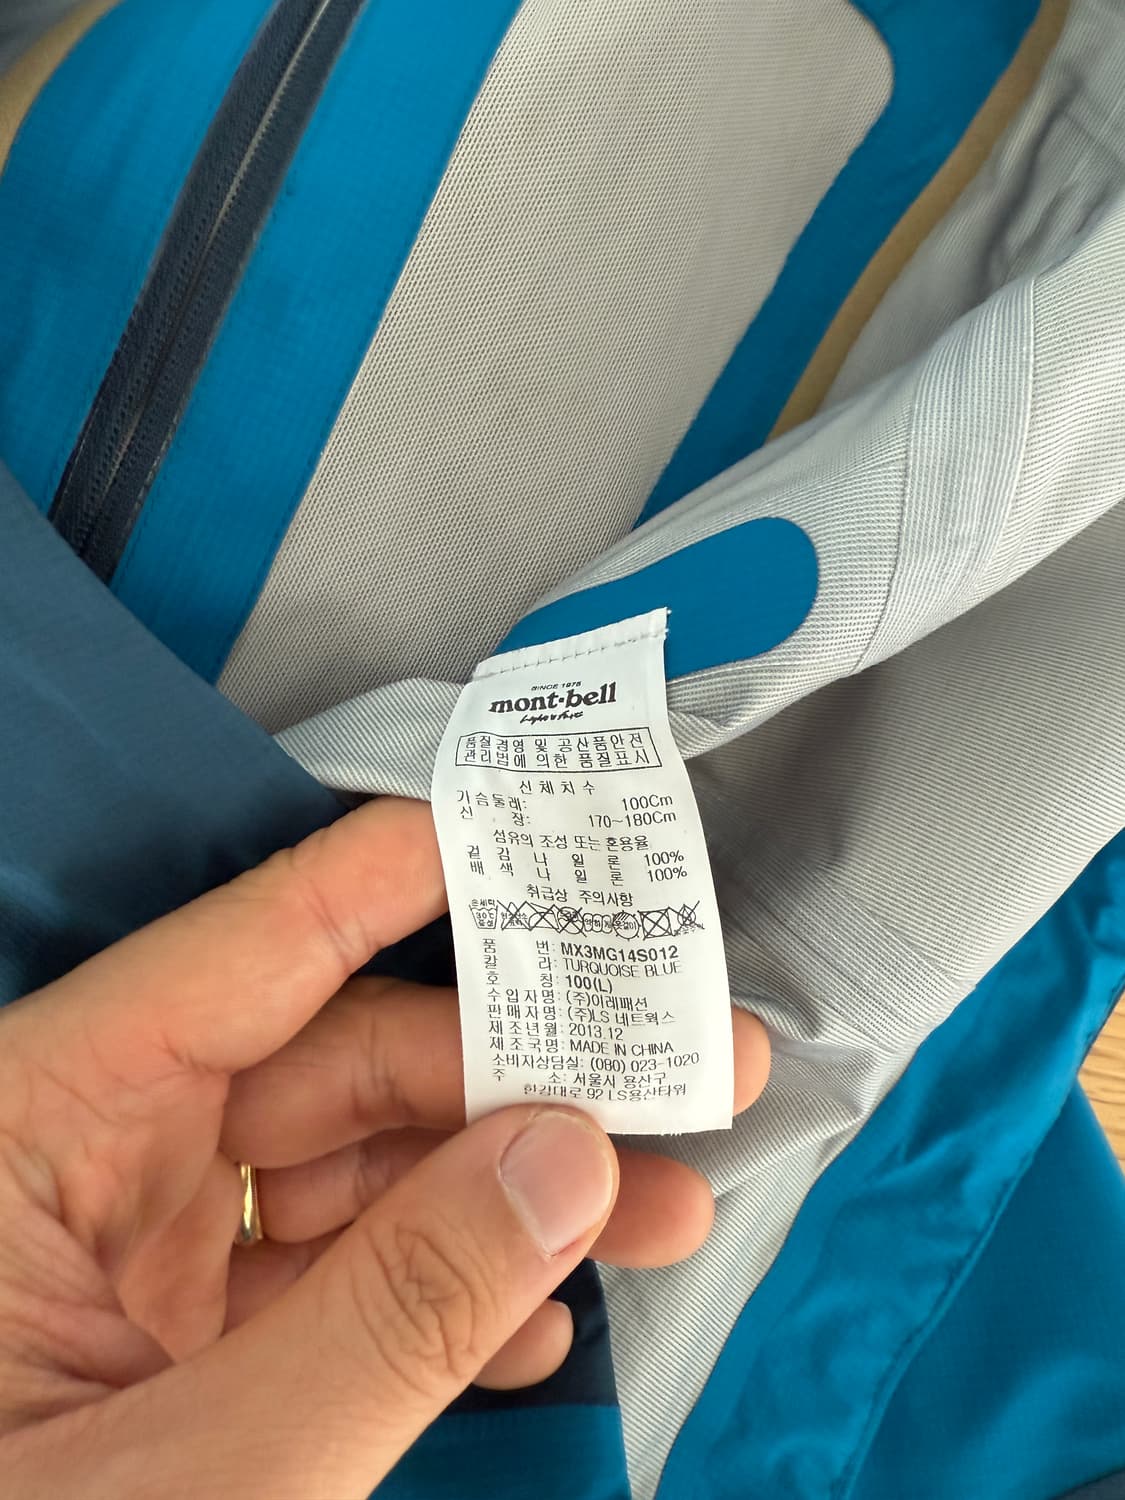 SINCE 1975
mont·bell
품질경영 및 공산품안전
관리법에 의한 품질표시
신체치수
가슴둘레: 100Cm
신 장: 170~180Cm
섬유의 조성 또는 혼용율
겉 감 나 일 론 100%
배 색 나 일 론 100%
취급상 주의사항
손세탁
30℃
중성
품 번: MX3MG14S012
칼 라: TURQUOISE BLUE
호 칭: 100(L)
수입자명: (주)이레패션
판매자명: (주)LS 네트웍스
제조년월: 2013.12
제조국명: MADE IN CHINA
소비자상담실: (080) 023-1020
주 소: 서울시 용산구
한강대로 92 LS용산타워